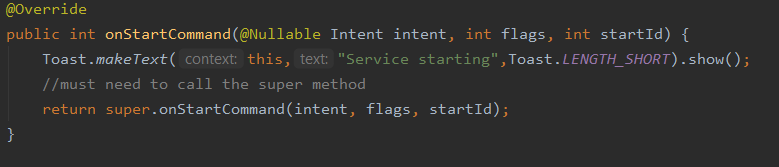 @Override
public int onStartCommand(@Nullable Intent intent, int flags, int startId) {
Toast.makeText( context: this, text: "Service starting",Toast.LENGTH_SHORT).show();
//must need to call the super method
return super.onStartCommand(intent, flags, startId);
}